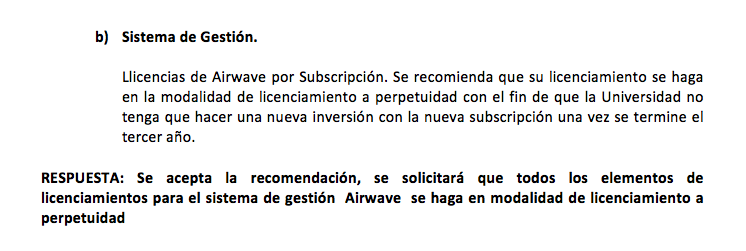 b) Sistema de Gestión.
Llicencias de Airwave por Subscripción. Se recomienda que su licenciamiento se haga
en la modalidad de licenciamiento a perpetuidad con el fin de que la Universidad no
tenga que hacer una nueva inversión con la nueva subscripción una vez se termine el
tercer año.
RESPUESTA: Se acepta la recomendación, se solicitará que todos los elementos de
licenciamientos para el sistema de gestión Airwave se haga en modalidad de licenciamiento a
perpetuidad